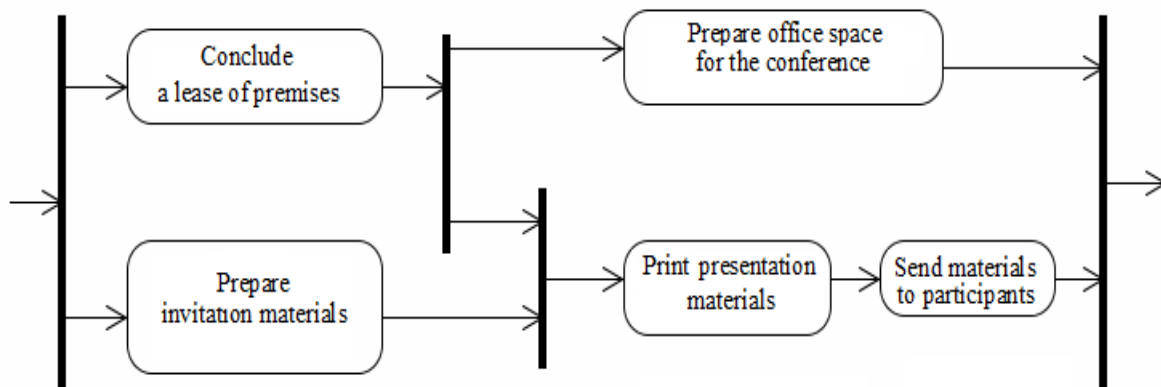 Conclude
a lease of premises
Prepare office space
for the conference
Prepare
invitation materials
Print presentation
materials
Send materials
to participants